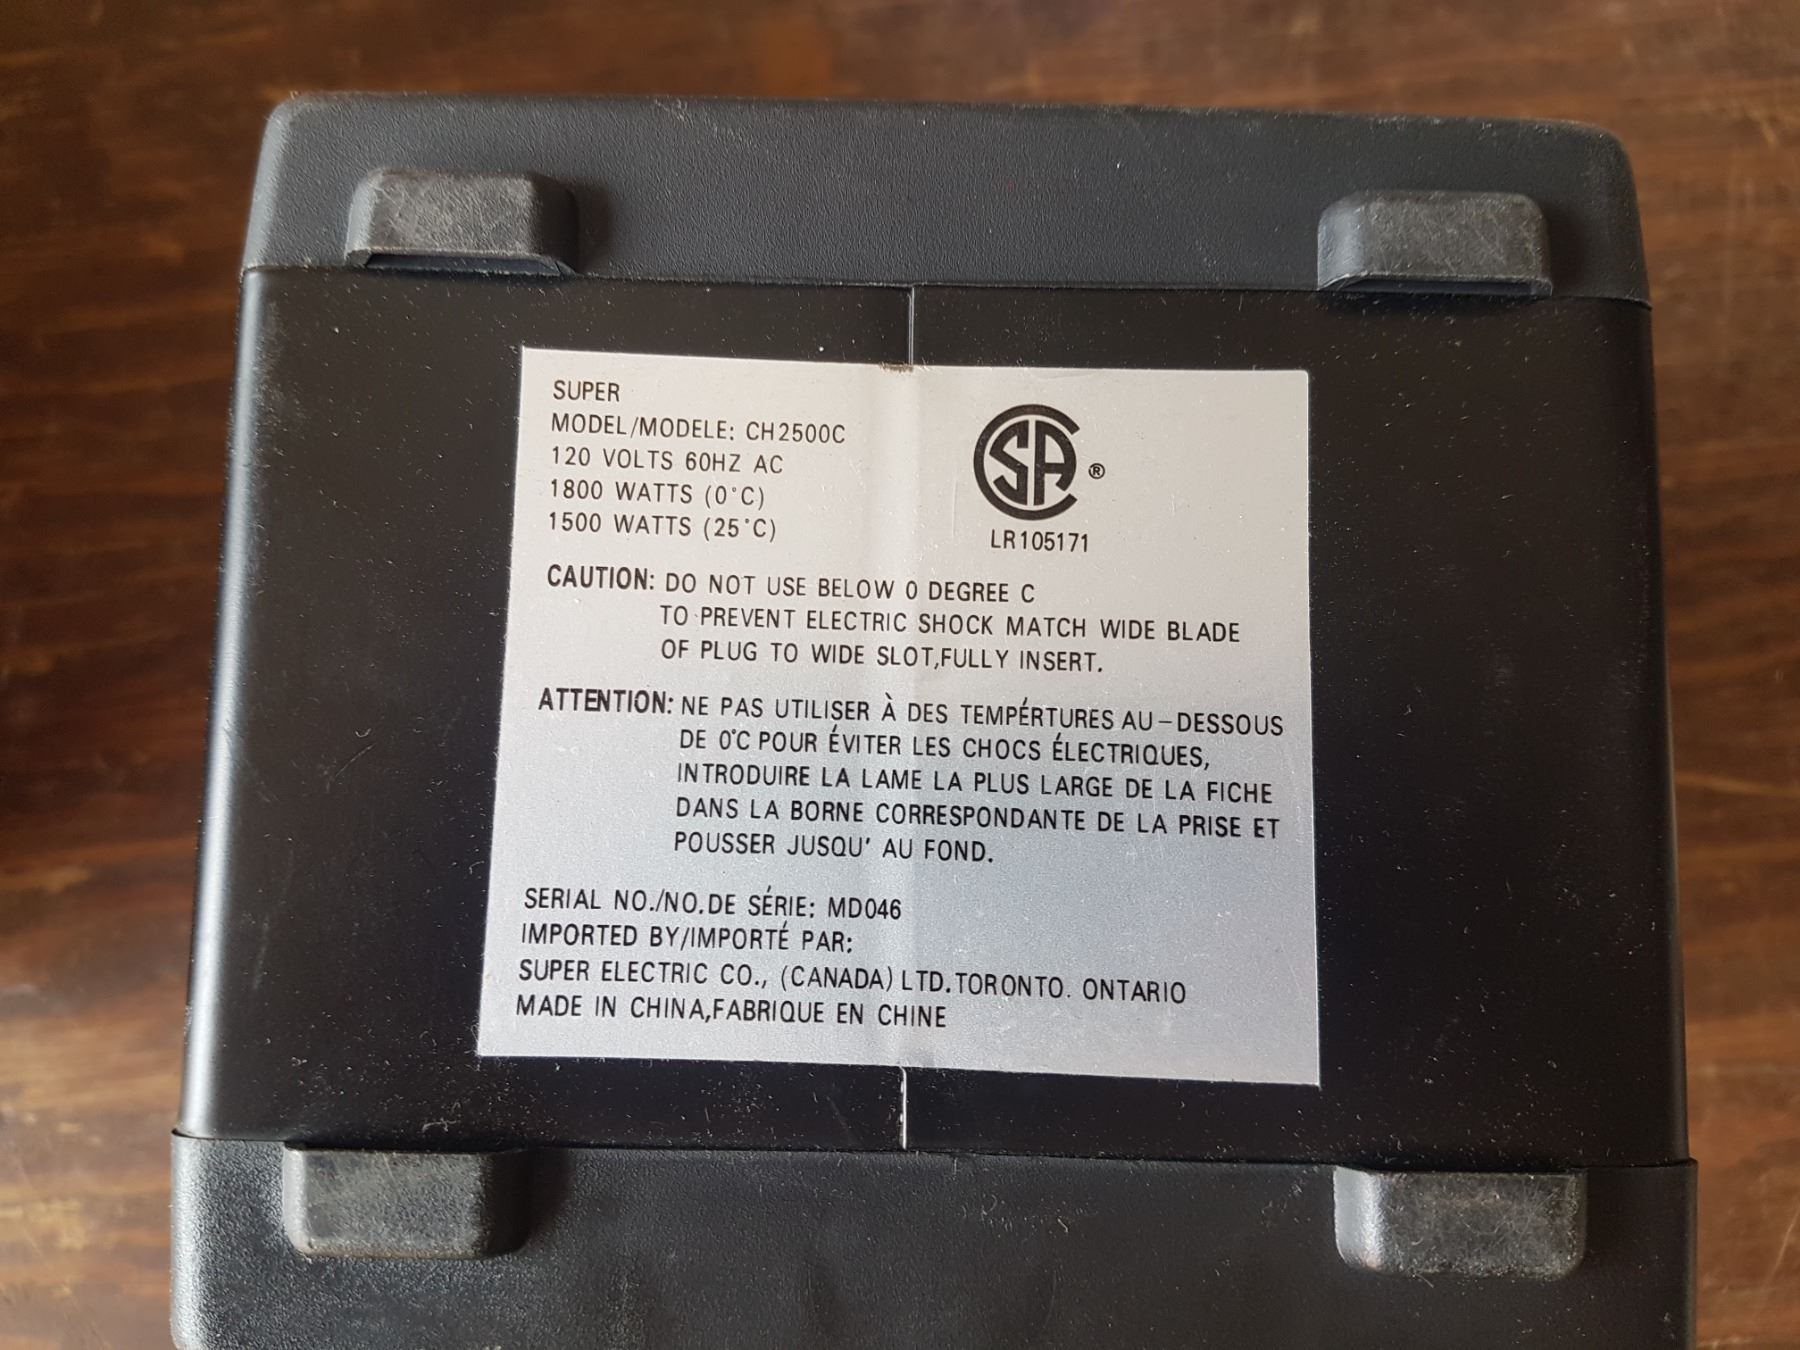 SUPER
MODEL/MODELE: CH2500C
120 VOLTS 60HZ AC
1800 WATTS (0°C)
1500 WATTS (25°C)
SA ®
LR105171
CAUTION: DO NOT USE BELOW 0 DEGREE C
TO PREVENT ELECTRIC SHOCK MATCH WIDE BLADE
OF PLUG TO WIDE SLOT,FULLY INSERT.
ATTENTION: NE PAS UTILISER À DES TEMPÉRTURES AU-DESSOUS
DE 0°C POUR ÉVITER LES CHOCS ÉLECTRIQUES,
INTRODUIRE LA LAME LA PLUS LARGE DE LA FICHE
DANS LA BORNE CORRESPONDANTE DE LA PRISE ET
POUSSER JUSQU' AU FOND.
SERIAL NO./NO.DE SÉRIE: MD046
IMPORTED BY/IMPORTÉ PAR:
SUPER ELECTRIC CO., (CANADA) LTD.TORONTO. ONTARIO
MADE IN CHINA,FABRIQUE EN CHINE